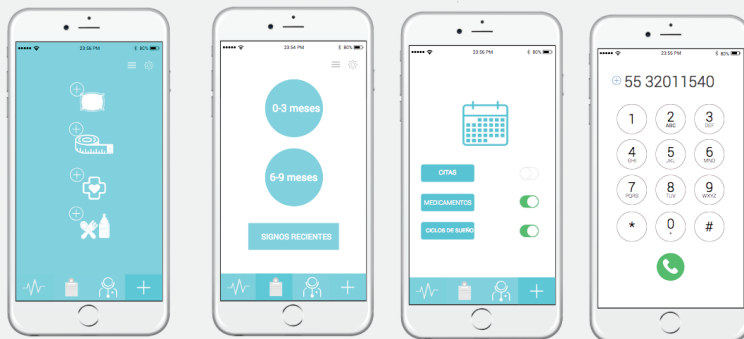 23:56 PM
80%
23:54 PM
80%
0-3 meses
6-9 meses
SIGNOS RECIENTES
23:56 PM
80%
CITAS
MEDICAMENTOS
CICLOS DE SUEÑO
23:56 PM
80%
55 32011540
1 2 3
ABC DEF
4 5 6
GHI JKL MNO
7 8 9
PQRS TUV WXYZ
* 0 #
+